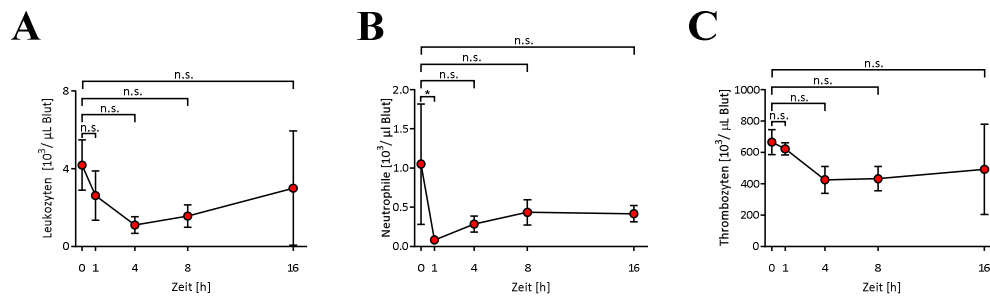 A
n.s.
n.s.
n.s.
n.s.
Leukozyten [10³/ µL Blut]
8
4
0
0 1 4 8 16
Zeit [h]
B
n.s.
n.s.
n.s.
*
Neutrophile [10³/ µl Blut]
2.0
1.5
1.0
0.5
0.0
0 1 4 8 16
Zeit [h]
C
n.s.
n.s.
n.s.
n.s.
Thrombozyten [10³/ µL Blut]
1000
800
600
400
200
0
0 1 4 8 16
Zeit [h]